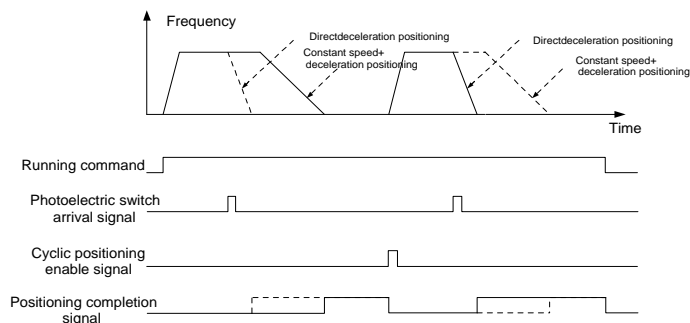 Frequency
Directdeceleration positioning
Constant speed+
deceleration positioning
Directdeceleration positioning
Constant speed+
deceleration positioning
Time
Running command
Photoelectric switch
arrival signal
Cyclic positioning
enable signal
Positioning completion
signal